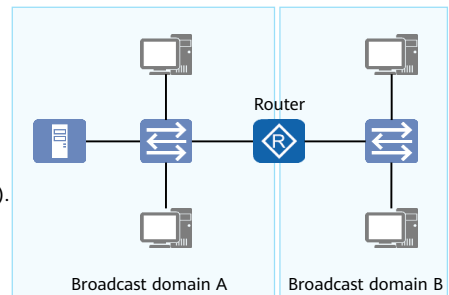 Router
R
).
Broadcast domain A
Broadcast domain B